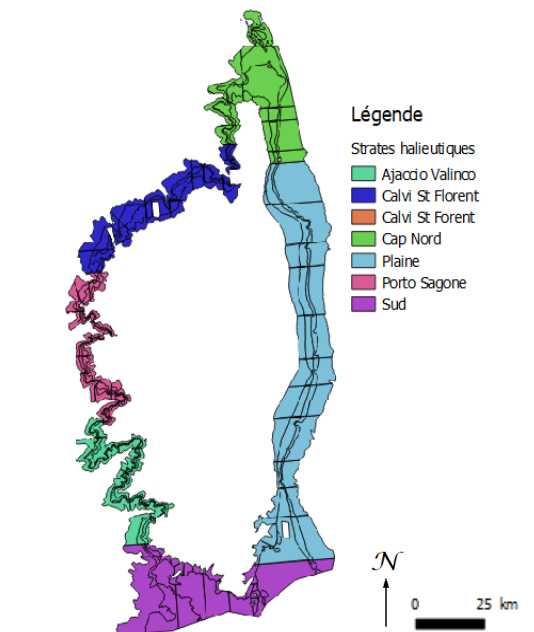 Légende
Strates halieutiques
Ajaccio Valinco
Calvi St Florent
Calvi St Forent
Cap Nord
Plaine
Porto Sagone
Sud
N
0 25 km